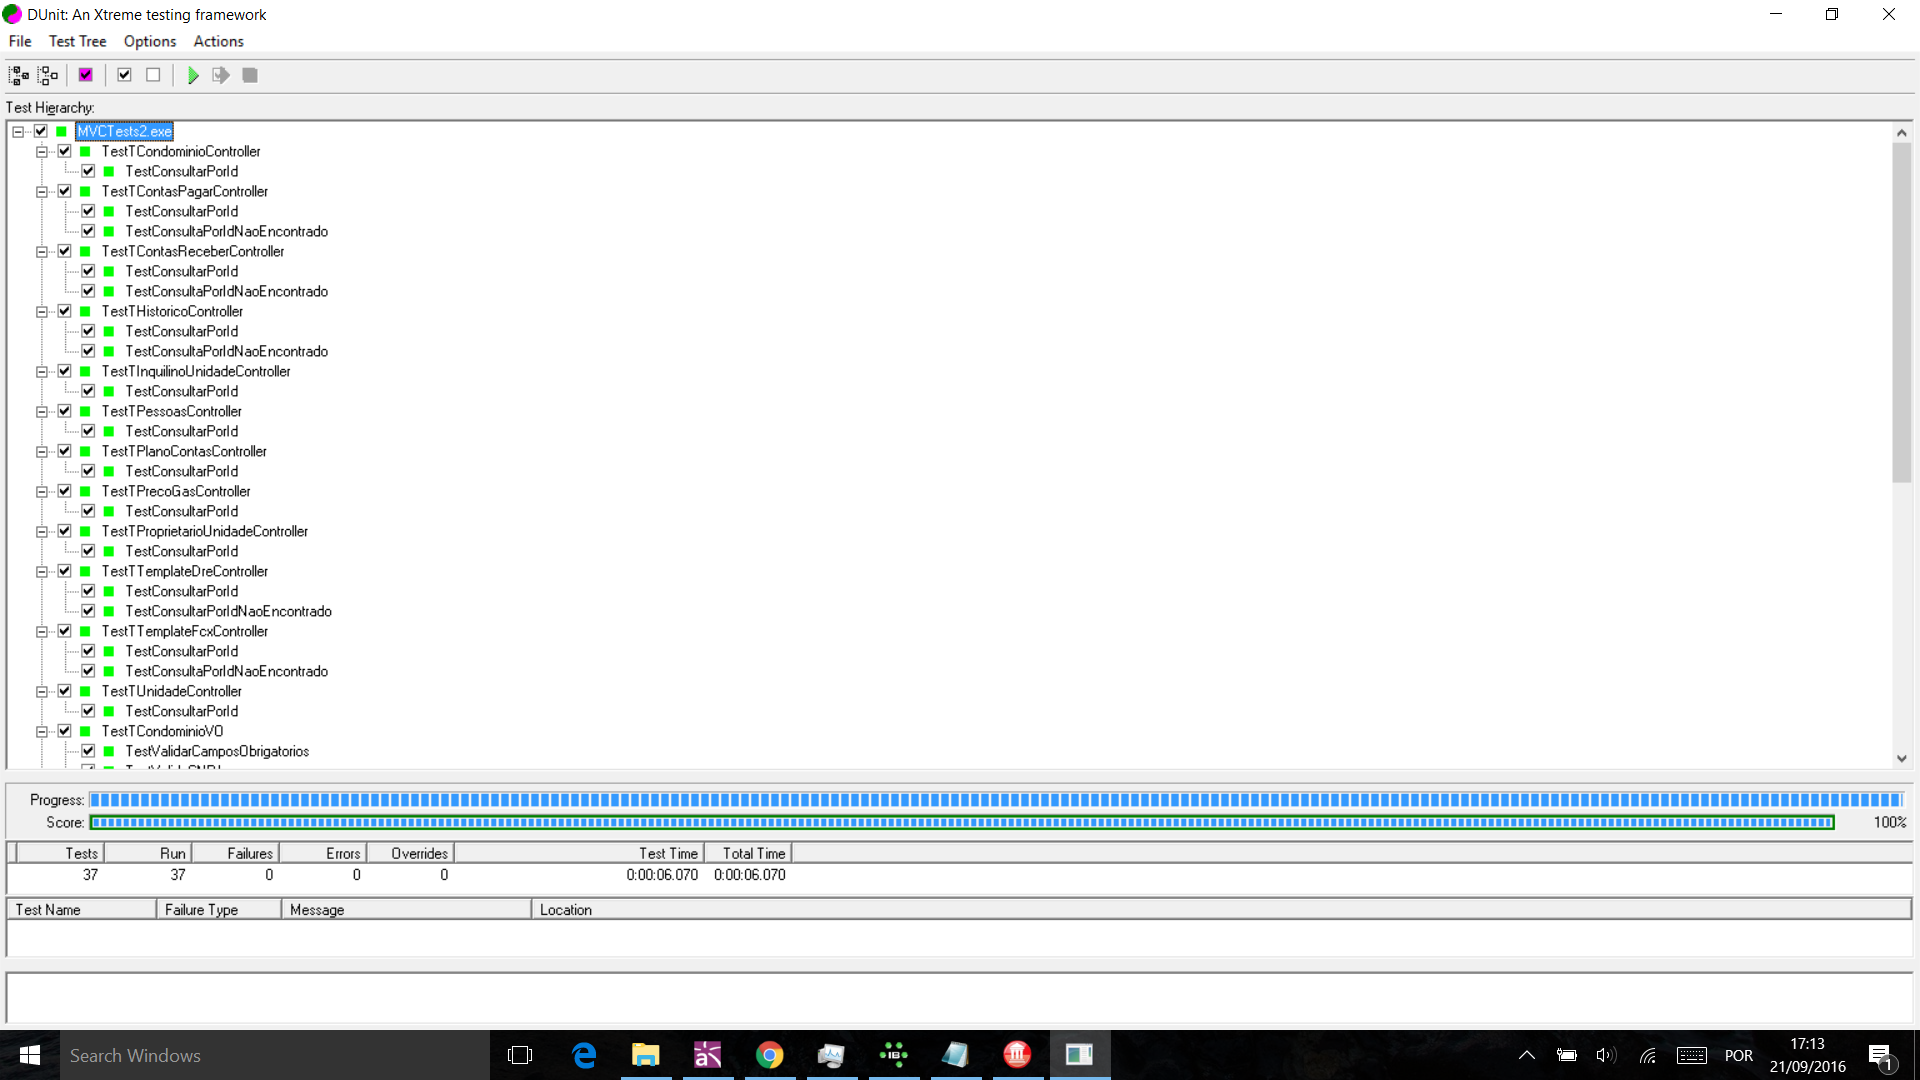 DUnit: An Xtreme testing framework
File Test Tree Options Actions
Test Hierarchy:
MVCTests2.exe
TestTCondominioController
TestConsultarPorId
TestTContasPagarController
TestConsultarPorId
TestConsultaPorIdNaoEncontrado
TestTContasReceberController
TestConsultarPorId
TestConsultaPorIdNaoEncontrado
TestTHistoricoController
TestConsultarPorId
TestConsultaPorIdNaoEncontrado
TestTInquilinoUnidadeController
TestConsultarPorId
TestTPessoasController
TestConsultarPorId
TestTPlanoContasController
TestConsultarPorId
TestTPrecoGasController
TestConsultarPorId
TestTProprietarioUnidadeController
TestConsultarPorId
TestTTemplateDreController
TestConsultarPorId
TestConsultarPorIdNaoEncontrado
TestTTemplateFcxController
TestConsultarPorId
TestConsultaPorIdNaoEncontrado
TestTUnidadeController
TestConsultarPorId
TestTCondominioVO
TestValidarCamposObrigatorios
Progress:
Score: 100%
Tests Run Failures Errors Overrides Test Time Total Time
37 37 0 0 0 0:00:06.070 0:00:06.070
Test Name Failure Type Message Location
Search Windows
POR
17:13
21/09/2016
1